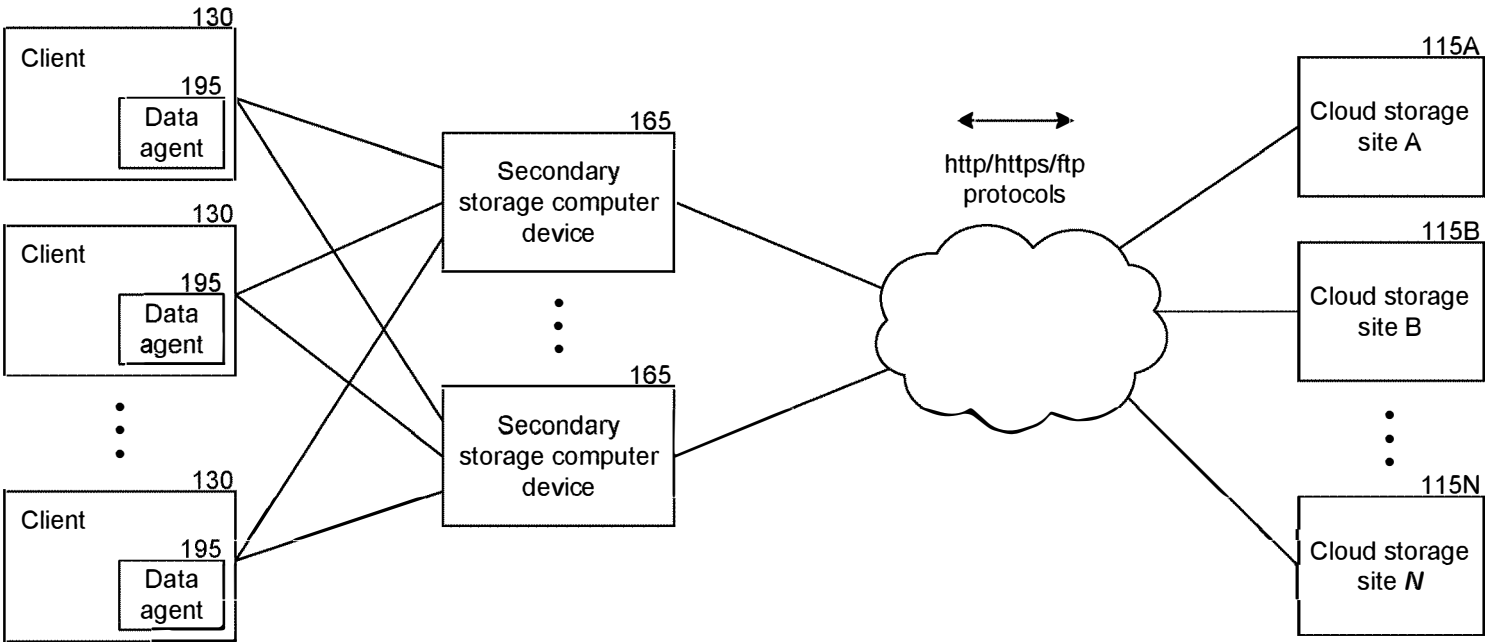 130
Client
195
Data
agent
130
Client
195
Data
agent
130
Client
195
Data
agent
165
Secondary
storage computer
device
165
Secondary
storage computer
device
http/https/ftp
protocols
115A
Cloud storage
site A
115B
Cloud storage
site B
115N
Cloud storage
site N